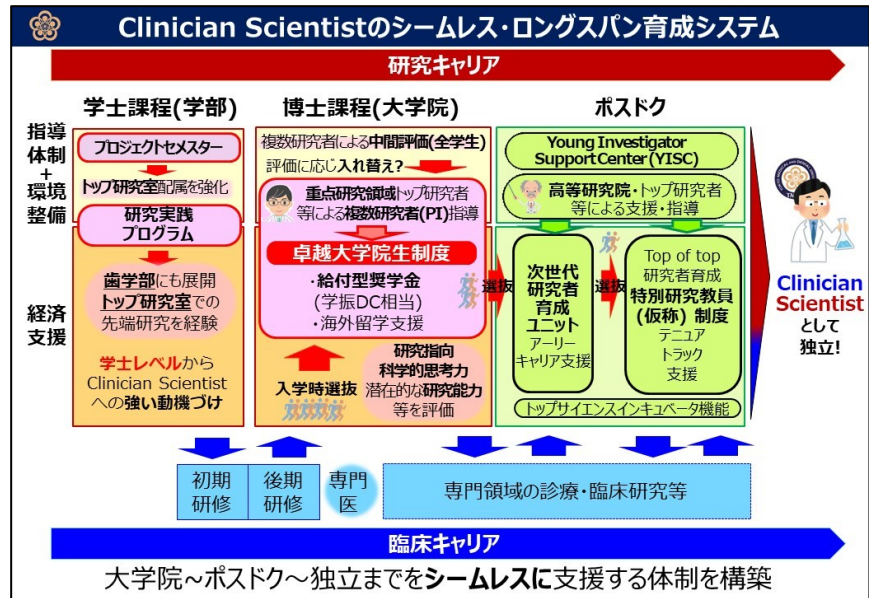 Clinician Scientistのシームレス・ロングスパン育成システム
研究キャリア
学士課程(学部)
博士課程(大学院)
ポスドク
指導
体制
+
環境
整備
経済
支援
プロジェクトセメスター
トップ研究室配属を強化
研究実践
プログラム
歯学部にも展開
トップ研究室での
先端研究を経験
学士レベルから
Clinician Scientist
への強い動機づけ
複数研究者による中間評価(全学生)
評価に応じ入れ替え?
重点研究領域トップ研究者
等による複数研究者(PI)指導
卓越大学院生制度
・給付型奨学金
(学振DC相当)
・海外留学支援
入学時選抜
研究指向
科学的思考力
潜在的な研究能力
等を評価
選抜
Young Investigator
Support Center (YISC)
高等研究院・トップ研究者
等による支援・指導
次世代
研究者
育成
ユニット
アーリー
キャリア支援
選抜
Top of top
研究者育成
特別研究教員
(仮称) 制度
テニュア
トラック
支援
トップサイエンスインキュベータ機能
Clinician
Scientist
として
独立!
初期
研修
後期
研修
専門
医
専門領域の診療・臨床研究等
臨床キャリア
大学院~ポスドク~独立までをシームレスに支援する体制を構築